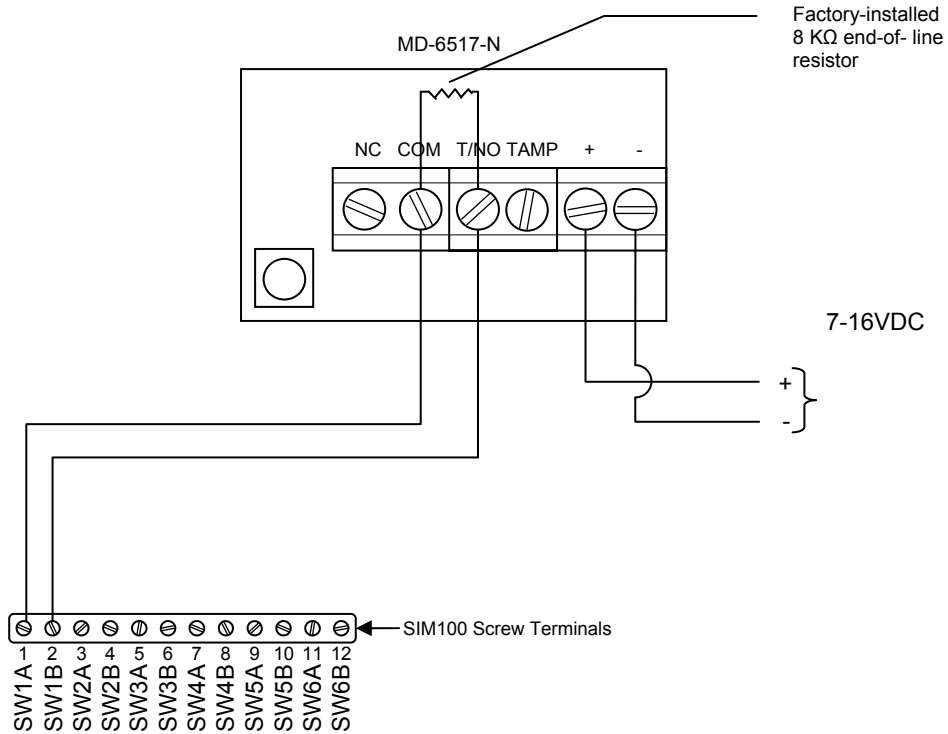 Factory-installed
8 KΩ end-of- line
resistor
MD-6517-N
NC COM T/NO TAMP + -
7-16VDC
+
-
SIM100 Screw Terminals
1 2 3 4 5 6 7 8 9 10 11 12
SW1A
SW1B
SW2A
SW2B
SW3A
SW3B
SW4A
SW4B
SW5A
SW5B
SW6A
SW6B